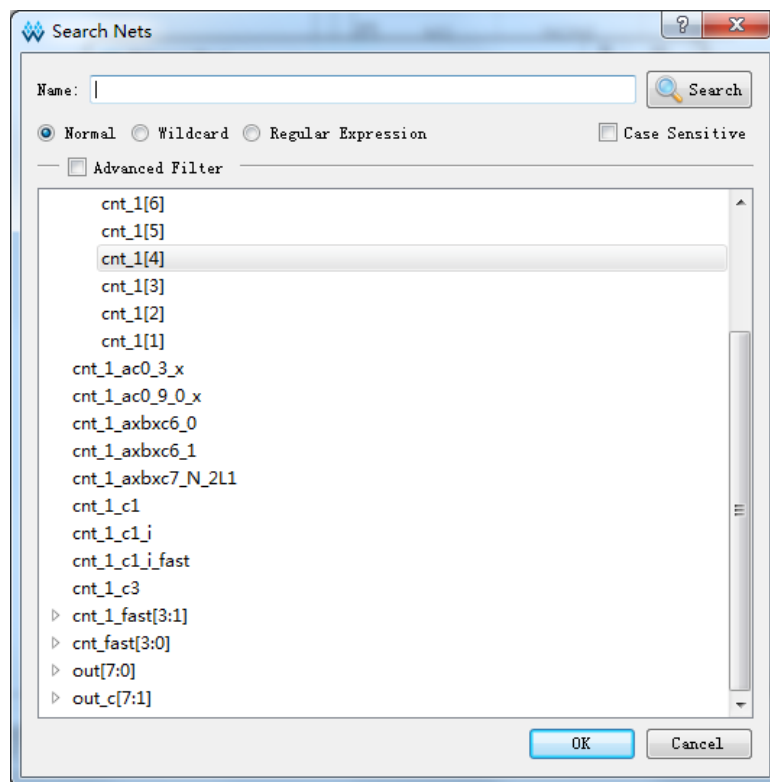 Search Nets
Name:
Search
Normal Wildcard Regular Expression Case Sensitive
Advanced Filter
cnt_1[6]
cnt_1[5]
cnt_1[4]
cnt_1[3]
cnt_1[2]
cnt_1[1]
cnt_1_ac0_3_x
cnt_1_ac0_9_0_x
cnt_1_axbxc6_0
cnt_1_axbxc6_1
cnt_1_axbxc7_N_2L1
cnt_1_c1
cnt_1_c1_i
cnt_1_c1_i_fast
cnt_1_c3
cnt_1_fast[3:1]
cnt_fast[3:0]
out[7:0]
out_c[7:1]
OK Cancel